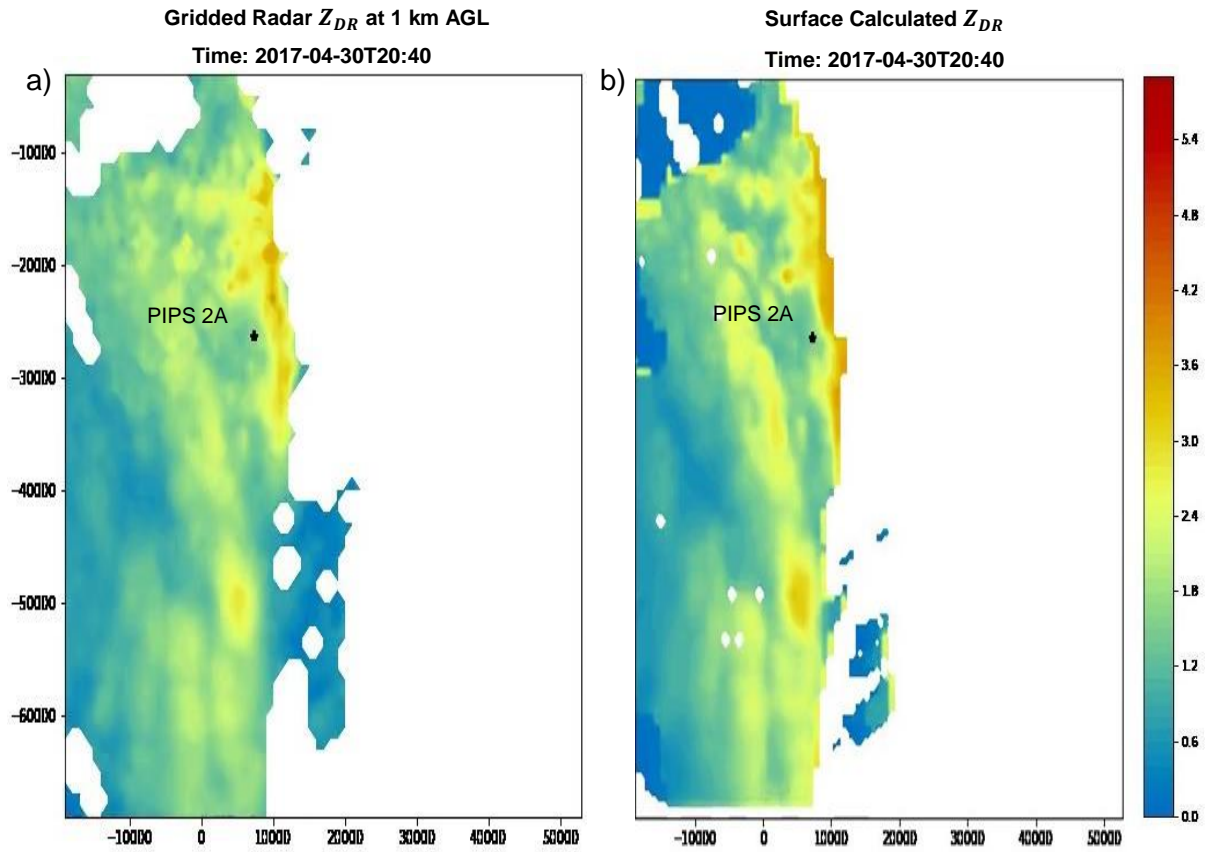 Gridded Radar Z_DR at 1 km AGL
Time: 2017-04-30T20:40
a)
-10000
-20000
PIPS 2A
-30000
-40000
-50000
-60000
-10000 0 10000 20000 30000 40000 50000
Surface Calculated Z_DR
Time: 2017-04-30T20:40
b)
PIPS 2A
-10000 0 10000 20000 30000 40000 50000
5.4
4.8
4.2
3.6
3.0
2.4
1.8
1.2
0.6
0.0